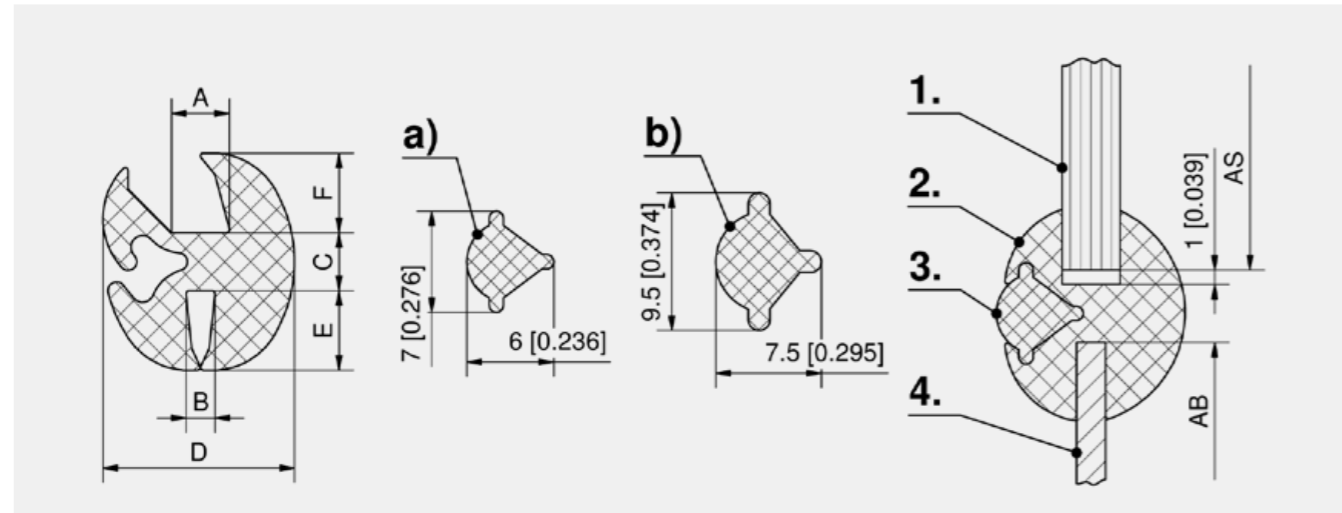 A
F
C
E
B
D
a)
7 [0.276]
6 [0.236]
b)
9.5 [0.374]
7.5 [0.295]
1.
2.
3.
4.
1 [0.039]
AS
AB